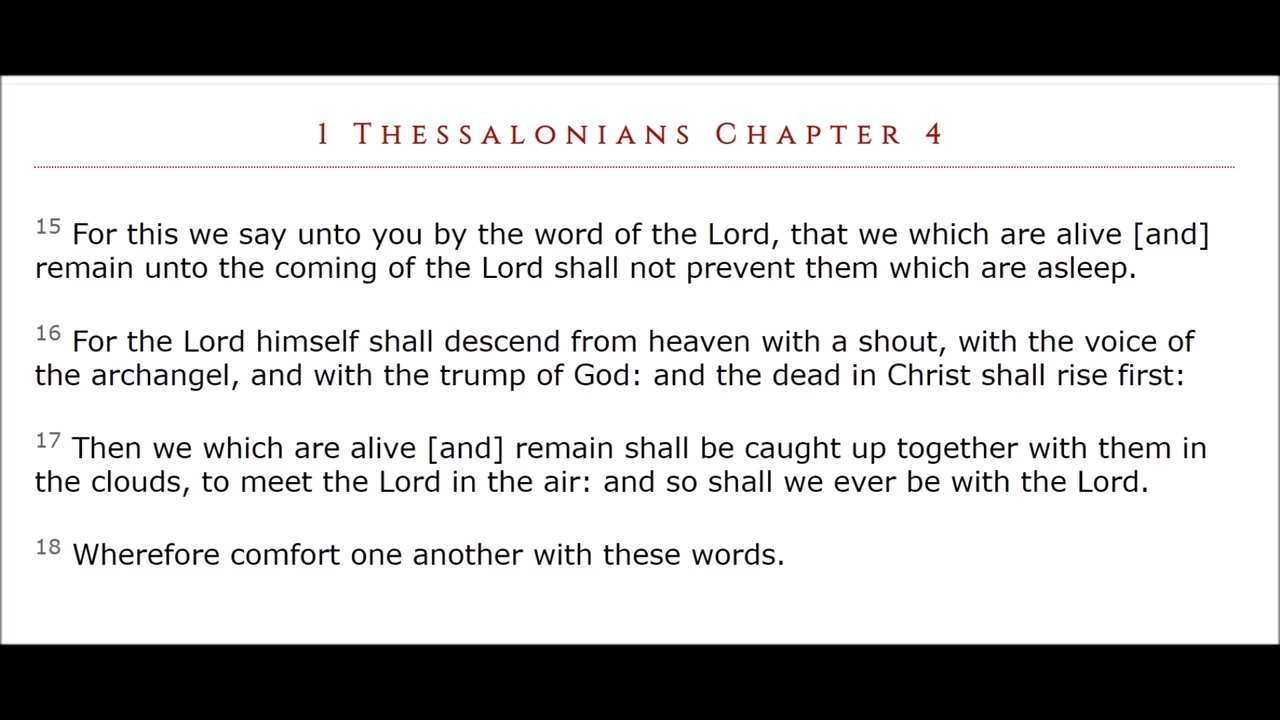 1 Thessalonians Chapter 4
15 For this we say unto you by the word of the Lord, that we which are alive [and]
remain unto the coming of the Lord shall not prevent them which are asleep.
16 For the Lord himself shall descend from heaven with a shout, with the voice of
the archangel, and with the trump of God: and the dead in Christ shall rise first:
17 Then we which are alive [and] remain shall be caught up together with them in
the clouds, to meet the Lord in the air: and so shall we ever be with the Lord.
18 Wherefore comfort one another with these words.